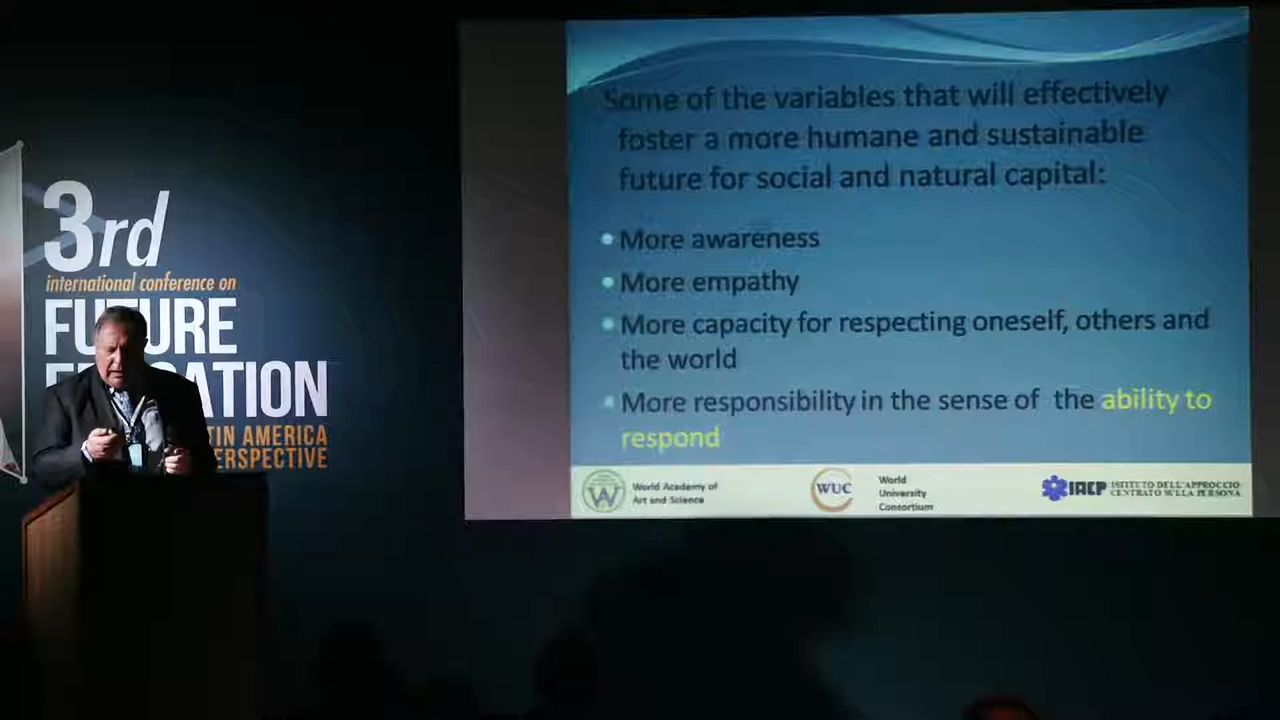 3rd
international conference on
FUTURE
EDUCATION
TIN AMERICA
ERSPECTIVE
Some of the variables that will effectively
foster a more humane and sustainable
future for social and natural capital:
• More awareness
• More empathy
• More capacity for respecting oneself, others and
the world
• More responsibility in the sense of the ability to
respond
World Academy of
Art and Science
WUC
World
University
Consortium
IACP
ISTITUTO DELL'APPROCCIO
CENTRATO SULLA PERSONA